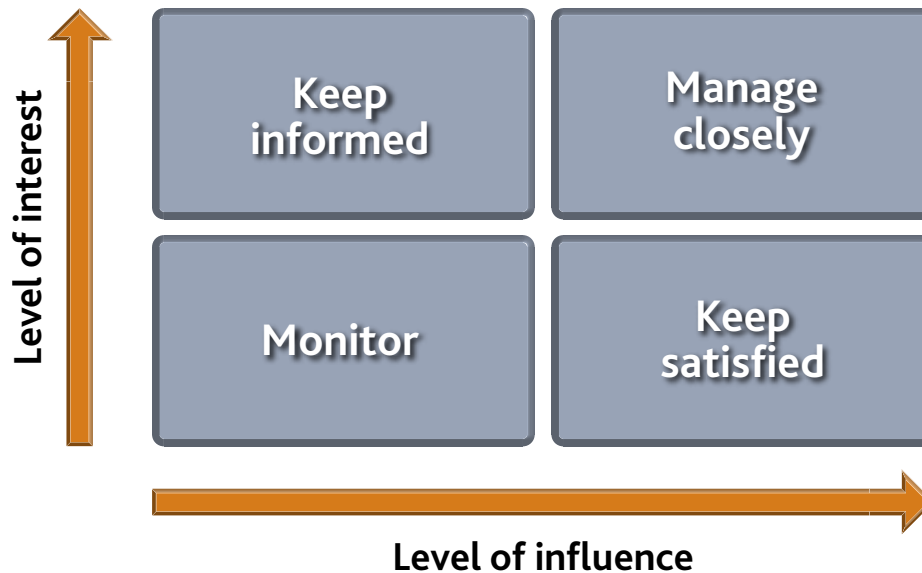 Level of interest
Keep
informed
Manage
closely
Monitor
Keep
satisfied
Level of influence